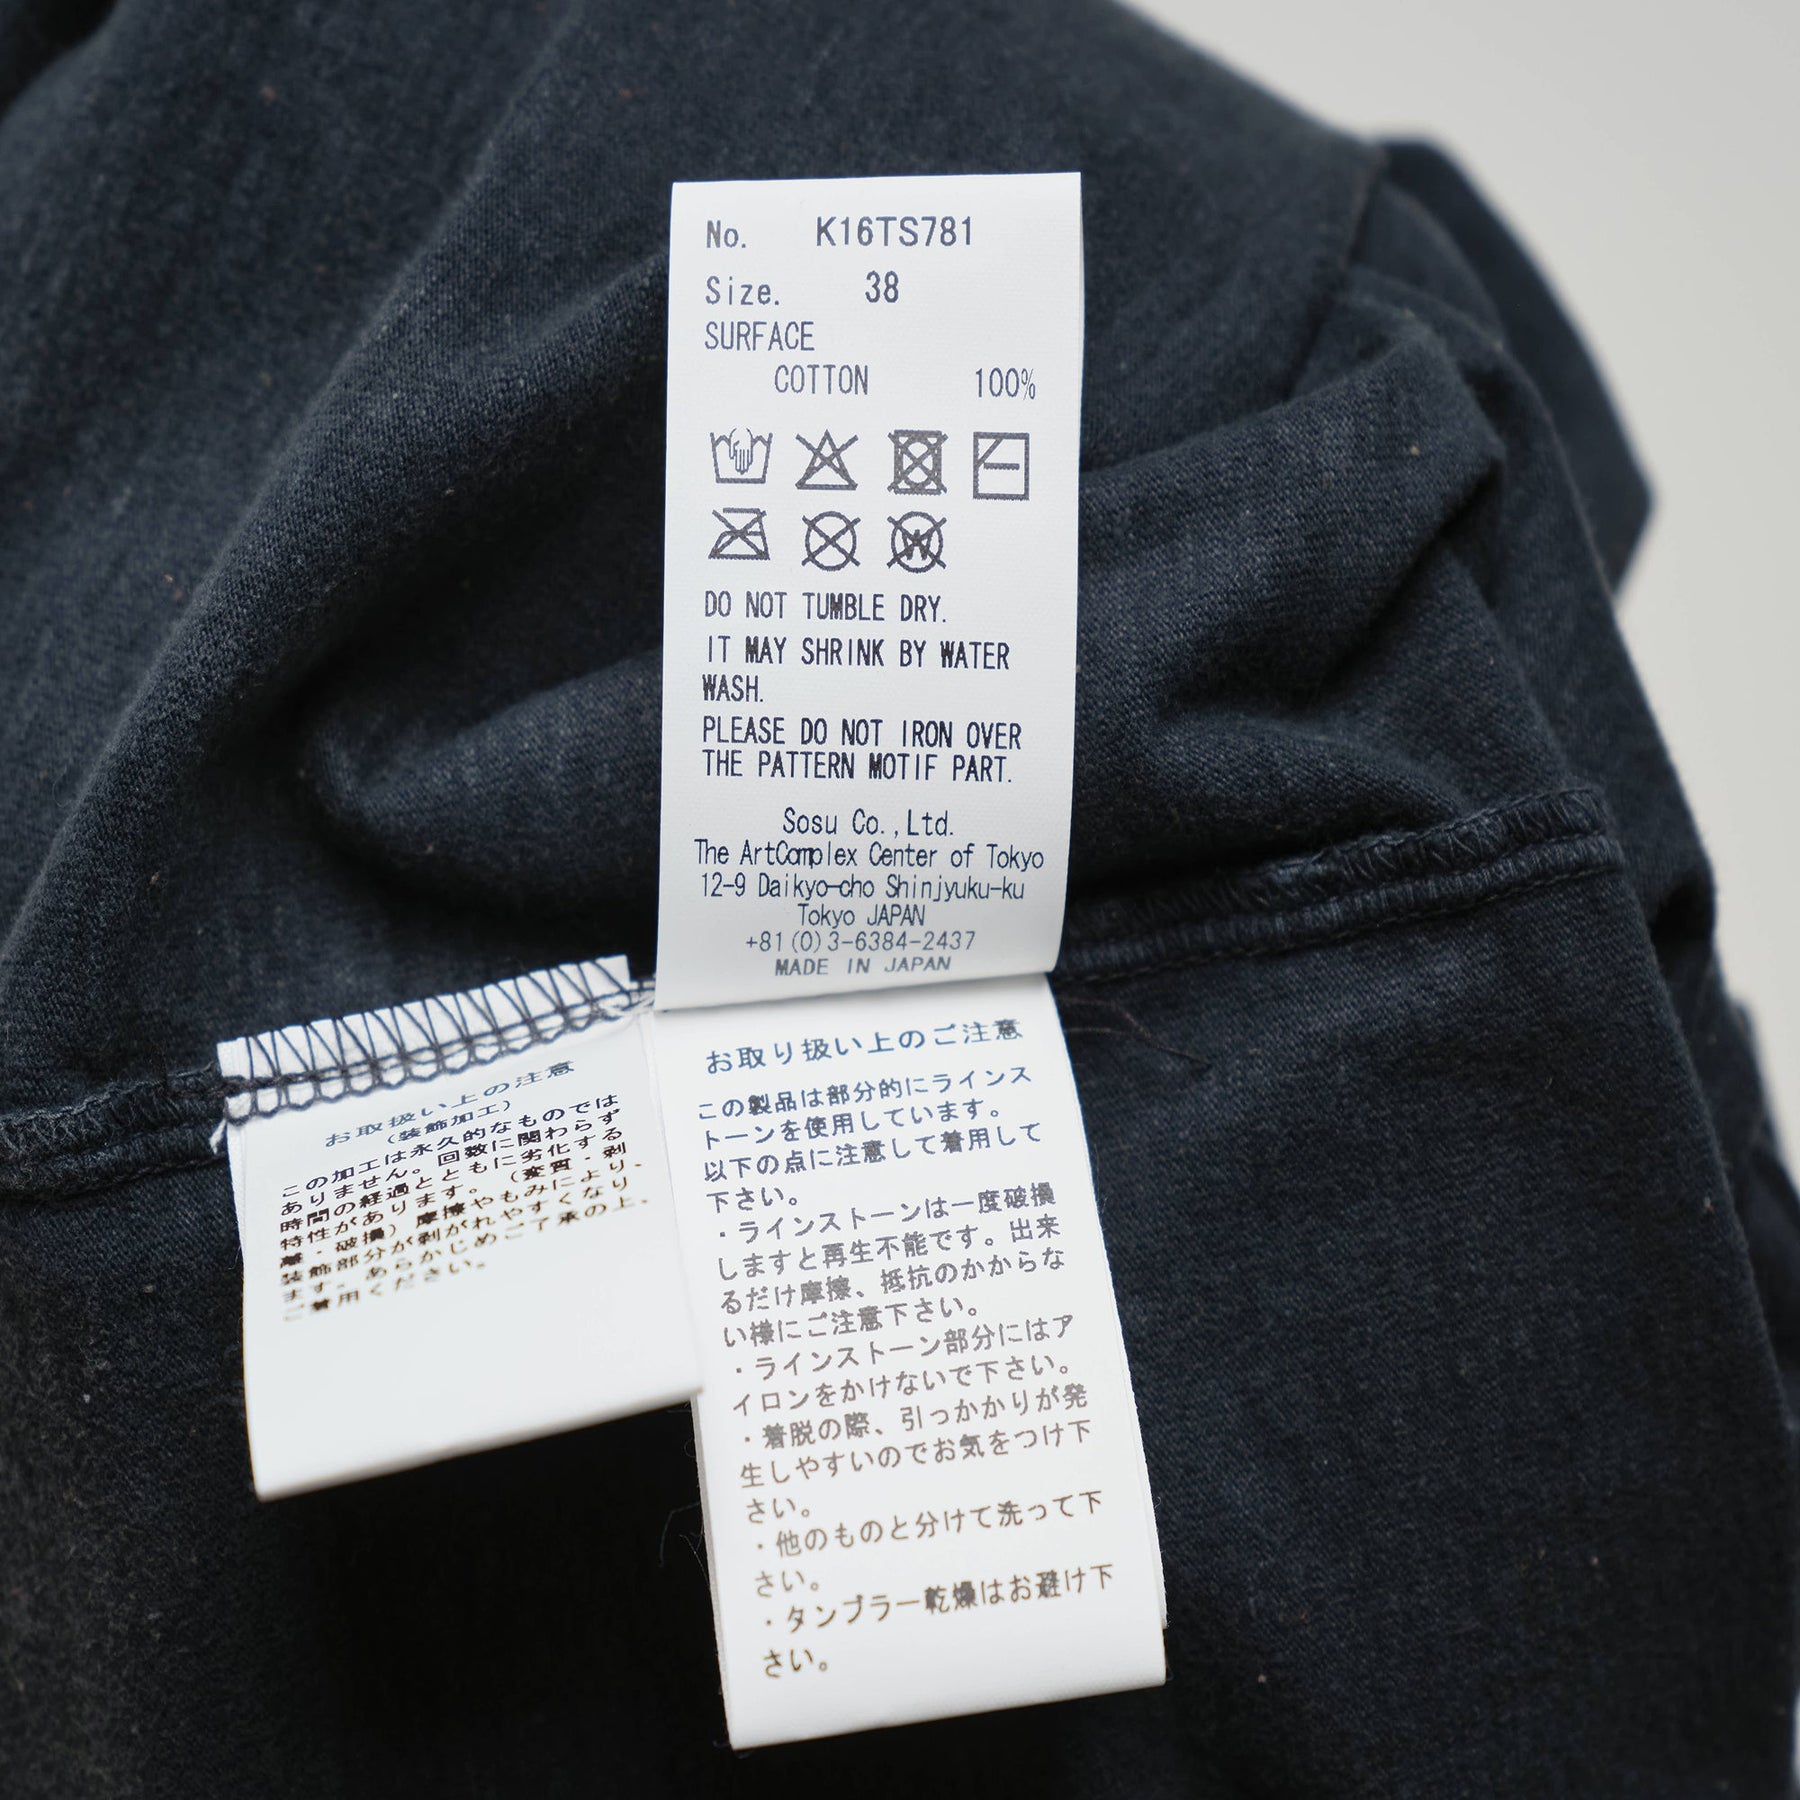 No. K16TS781
Size. 38
SURFACE
COTTON 100%
W
DO NOT TUMBLE DRY.
IT MAY SHRINK BY WATER
WASH.
PLEASE DO NOT IRON OVER
THE PATTERN MOTIF PART.
Sosu Co.,Ltd.
The ArtComplex Center of Tokyo
12-9 Daikyo-cho Shinjyuku-ku
Tokyo JAPAN
+81(0)3-6384-2437
MADE IN JAPAN
お取扱い上の注意
(装飾加工)
この加工は永久的なものでは
ありません。回数に関わらず
時間の経過とともに劣化する
特性があります。(変質・剥
離・破損)摩擦やもみにより、
装飾部分が剥がれやすくなり
ます。あらかじめご了承の上、
ご着用ください。
お取り扱い上のご注意
この製品は部分的にラインス
トーンを使用しています。
以下の点に注意して着用して
下さい。
・ラインストーンは一度破損
しますと再生不能です。出来
るだけ摩擦、抵抗のかからな
い様にご注意下さい。
・ラインストーン部分にはア
イロンをかけないで下さい。
・着脱の際、引っかかりが発
生しやすいのでお気をつけ下
さい。
・他のものと分けて洗って下
さい。
・タンブラー乾燥はお避け下
さい。